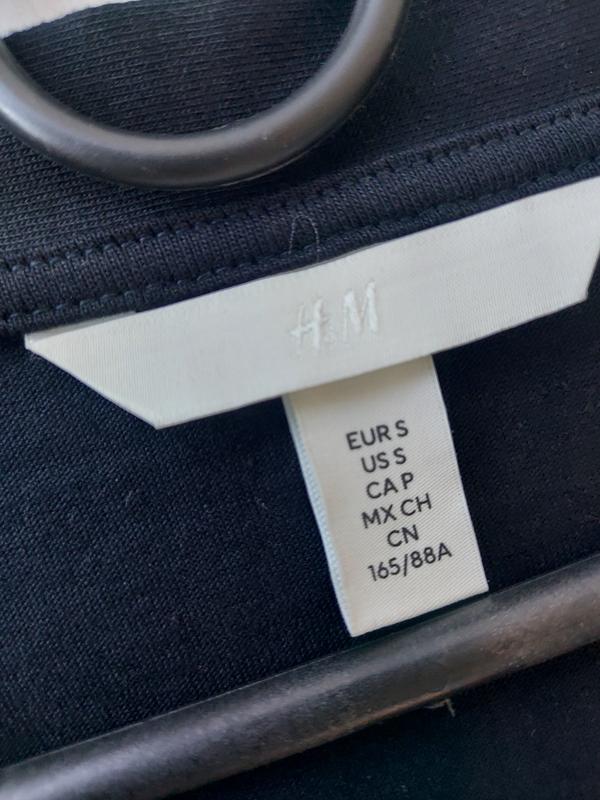 H&M
EUR S
US S
CA P
MX CH
CN
165/88A